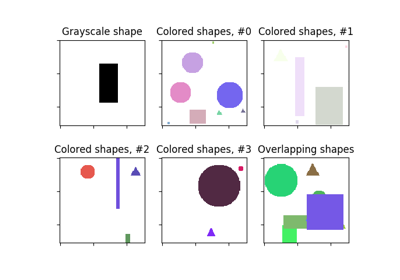 Grayscale shape
Colored shapes, #0
Colored shapes, #1
Colored shapes, #2
Colored shapes, #3
Overlapping shapes